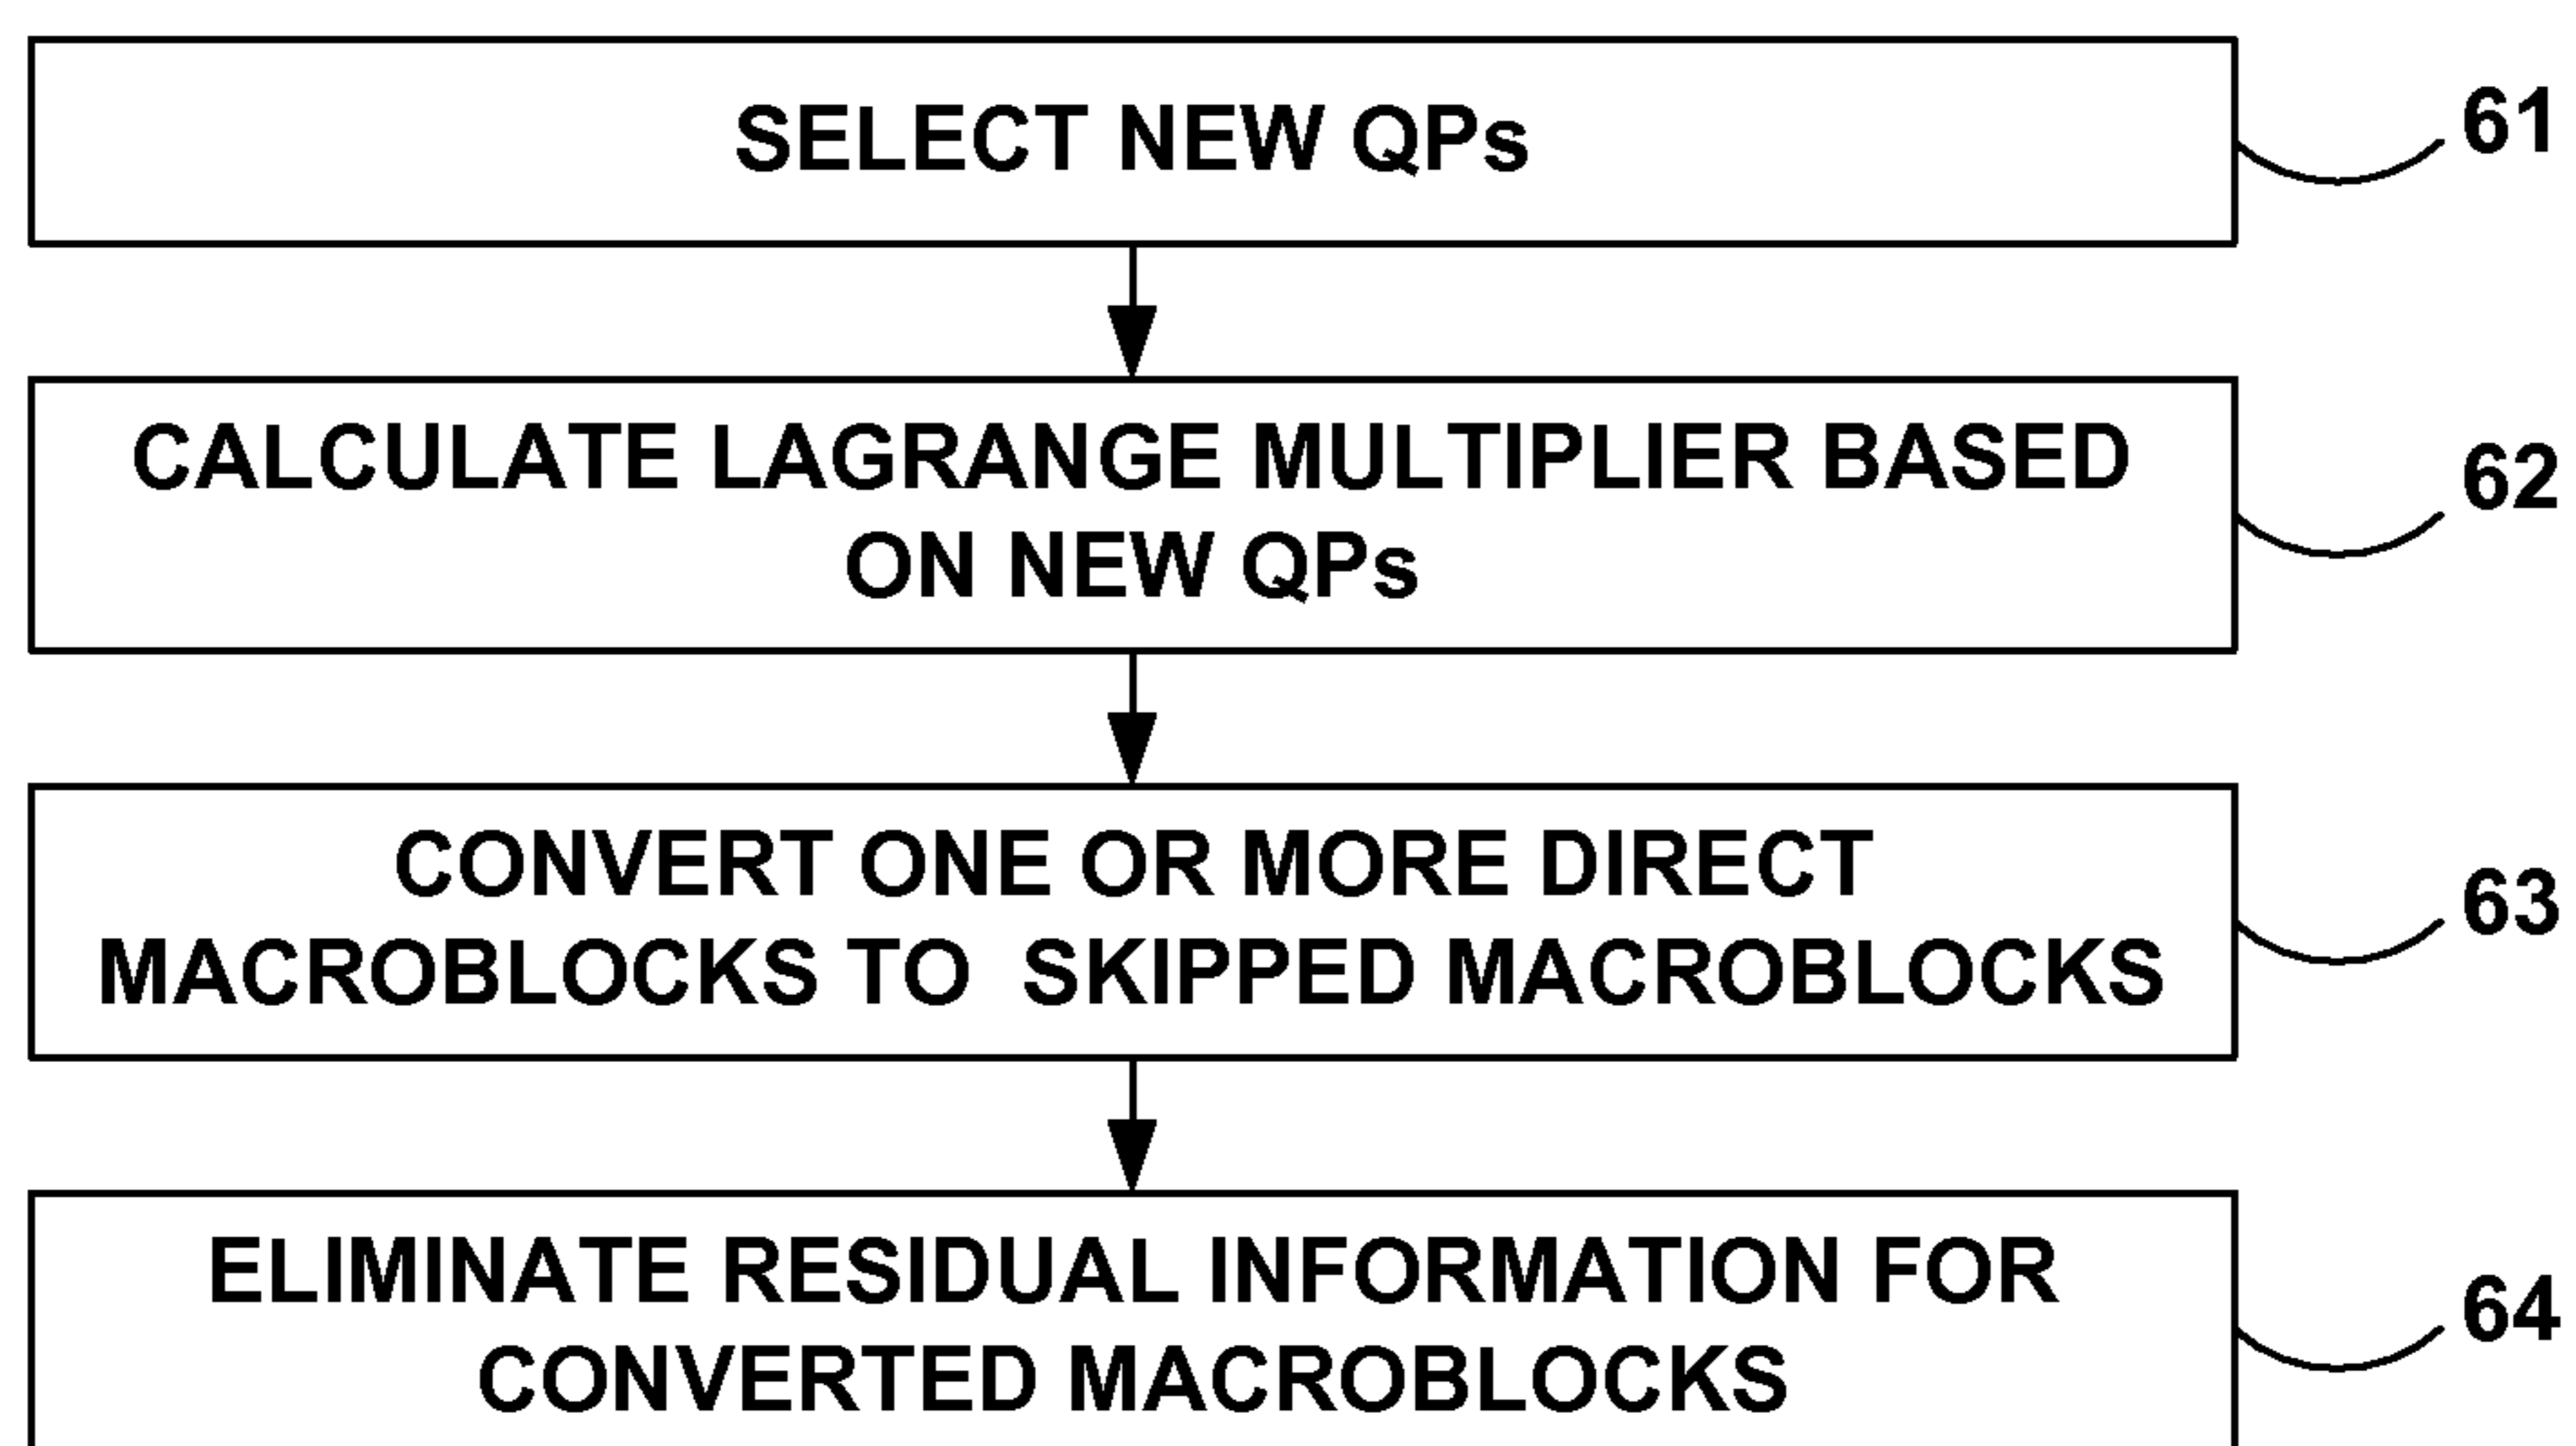 SELECT NEW QPs
61
CALCULATE LAGRANGE MULTIPLIER BASED
ON NEW QPs
62
CONVERT ONE OR MORE DIRECT
MACROBLOCKS TO SKIPPED MACROBLOCKS
63
ELIMINATE RESIDUAL INFORMATION FOR
CONVERTED MACROBLOCKS
64